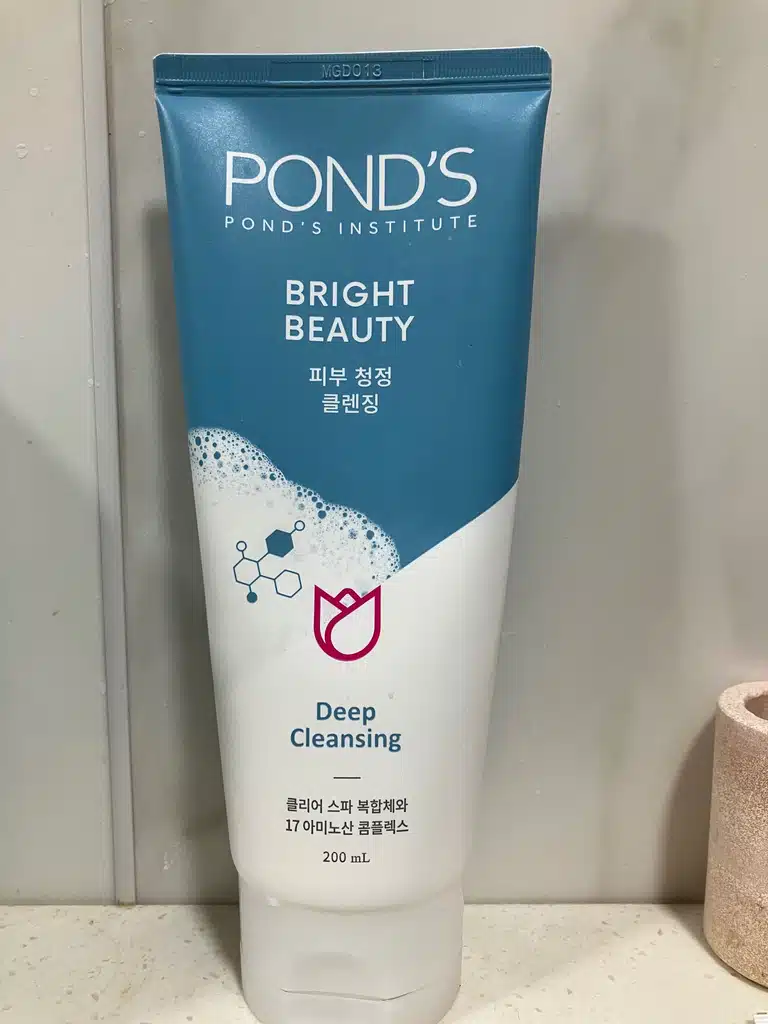 MGD013
POND'S
POND'S INSTITUTE
BRIGHT
BEAUTY
피부 청정
클렌징
Deep
Cleansing
클리어 스파 복합체와
17 아미노산 콤플렉스
200 mL